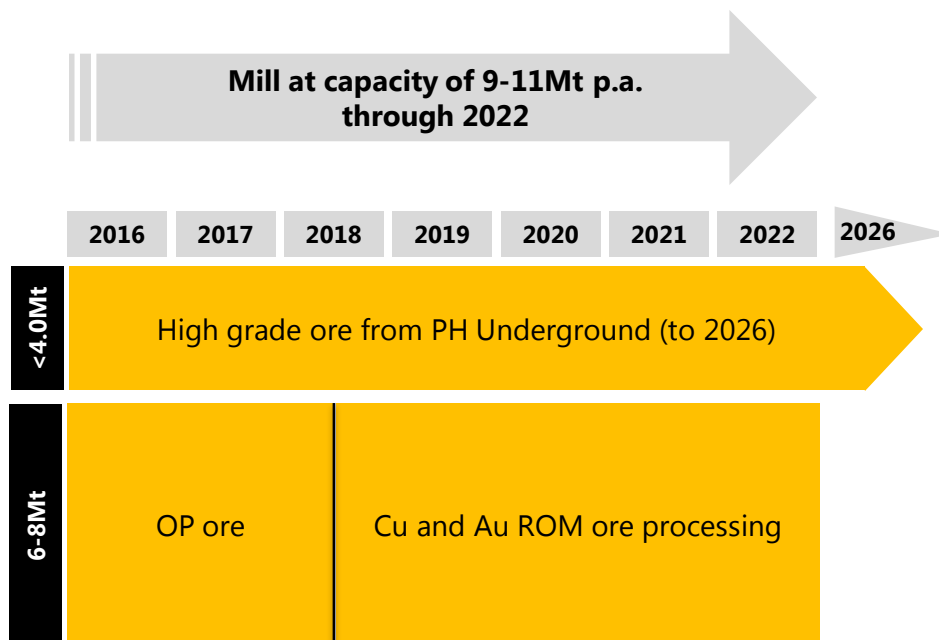 Mill at capacity of 9-11Mt p.a.
through 2022
2016 2017 2018 2019 2020 2021 2022 2026
<4.0Mt
High grade ore from PH Underground (to 2026)
6-8Mt
OP ore
Cu and Au ROM ore processing